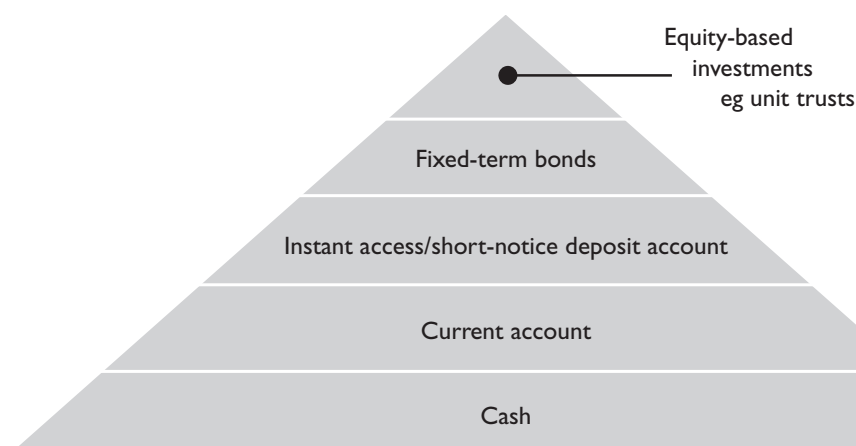 Equity-based
investments
eg unit trusts
Fixed-term bonds
Instant access/short-notice deposit account
Current account
Cash